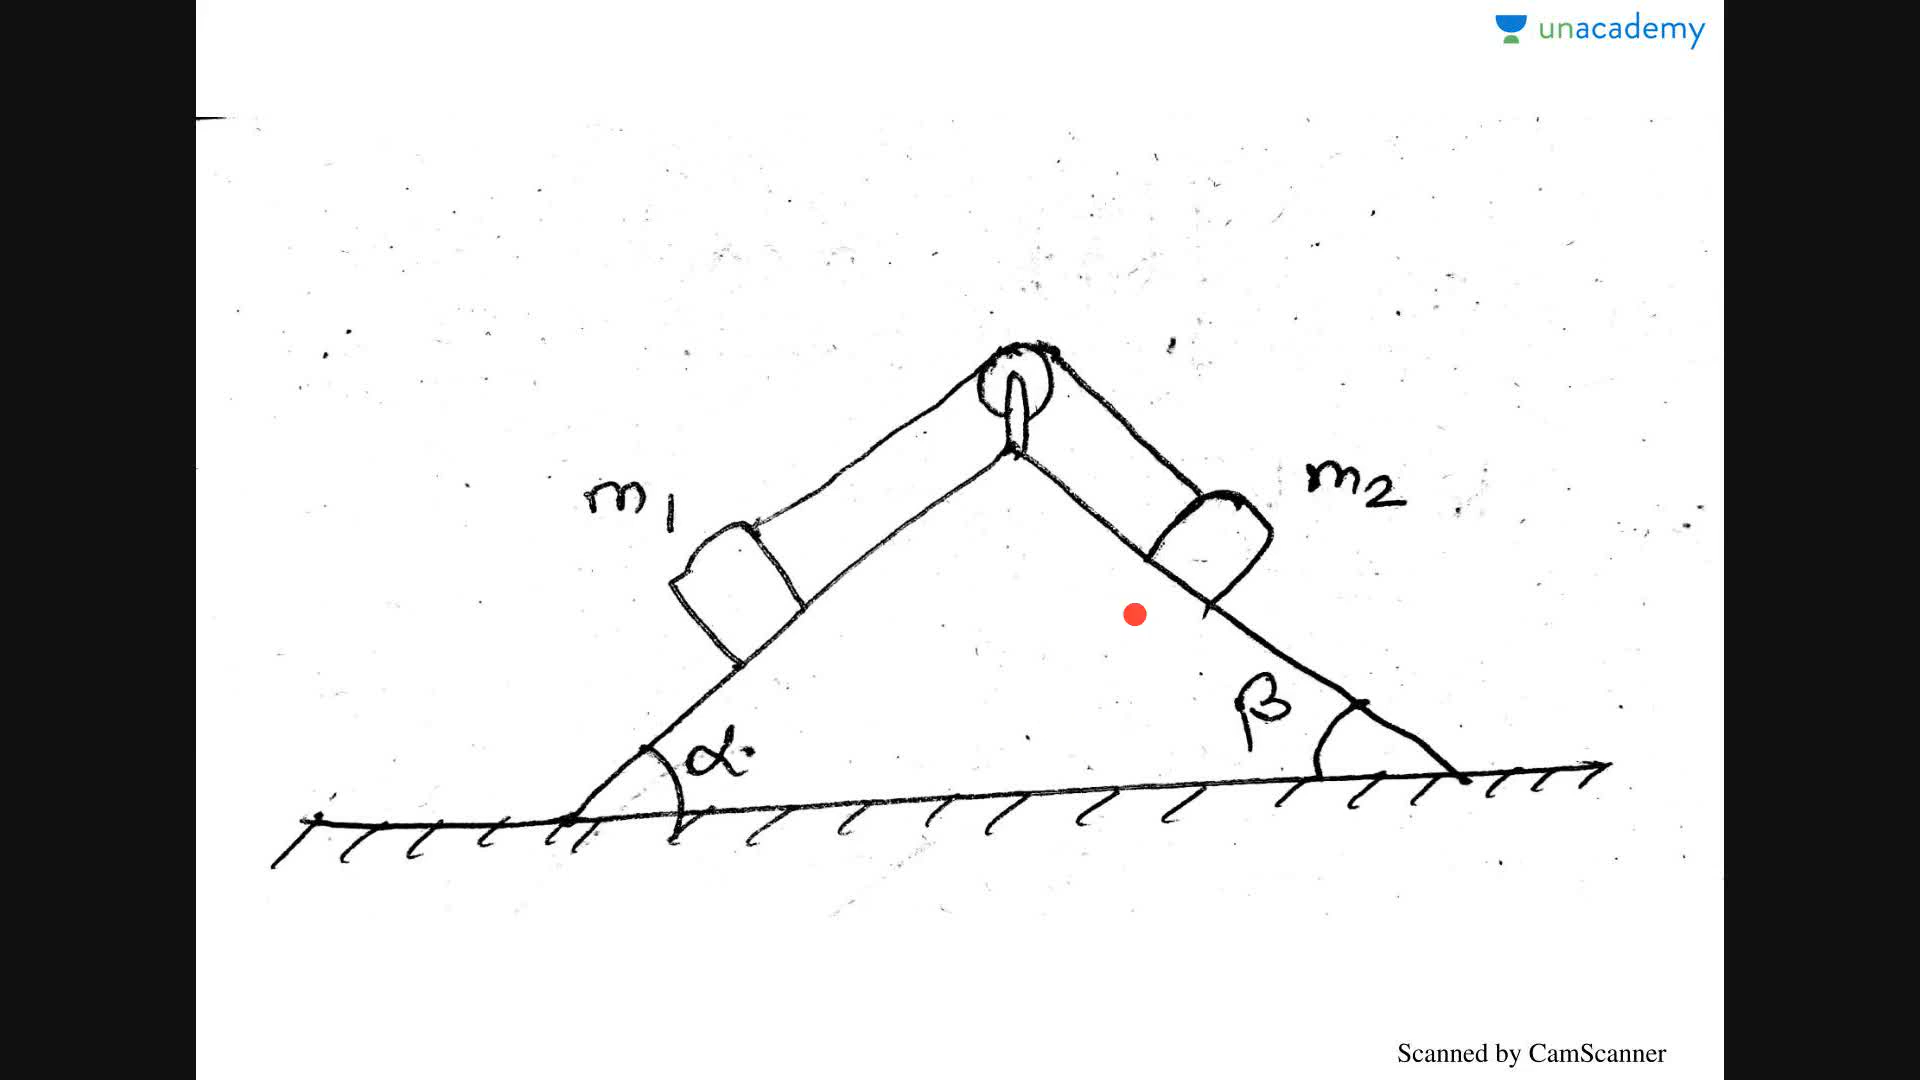 unacademy
m1
m2
β
α
Scanned by CamScanner